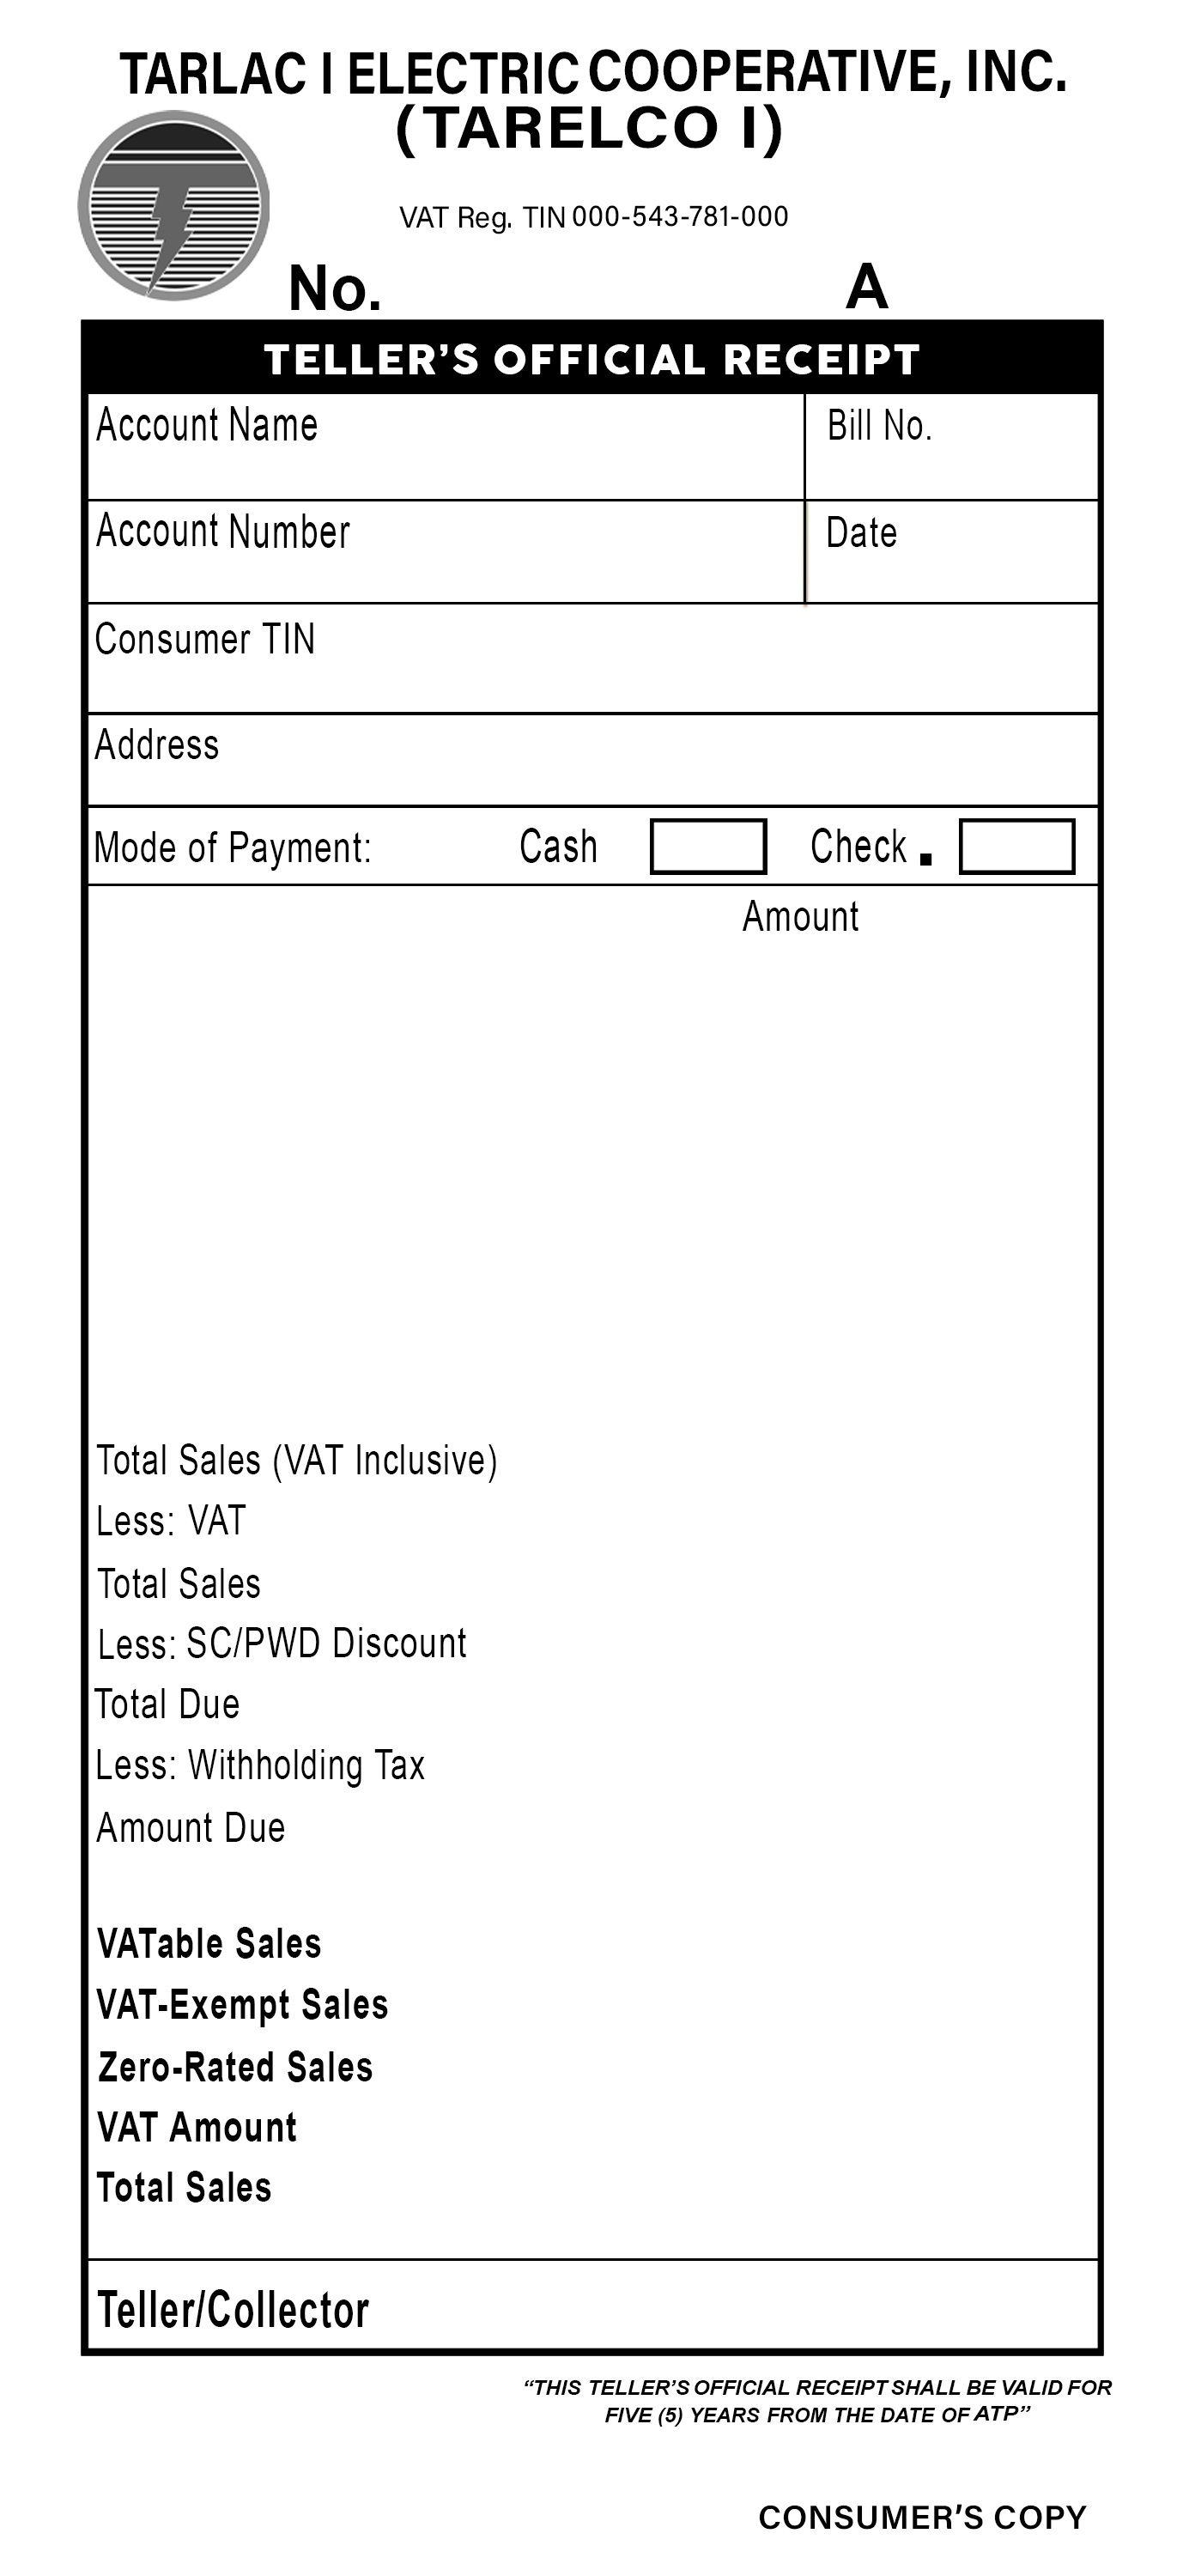 TARLAC I ELECTRIC COOPERATIVE, INC.
(TARELCO I)
VAT Reg. TIN 000-543-781-000
No. A
TELLER’S OFFICIAL RECEIPT
Account Name Bill No.
Account Number Date
Consumer TIN
Address
Mode of Payment: Cash Check .
Amount
Total Sales (VAT Inclusive)
Less: VAT
Total Sales
Less: SC/PWD Discount
Total Due
Less: Withholding Tax
Amount Due
VATable Sales
VAT-Exempt Sales
Zero-Rated Sales
VAT Amount
Total Sales
Teller/Collector
“THIS TELLER’S OFFICIAL RECEIPT SHALL BE VALID FOR
FIVE (5) YEARS FROM THE DATE OF ATP”
CONSUMER’S COPY